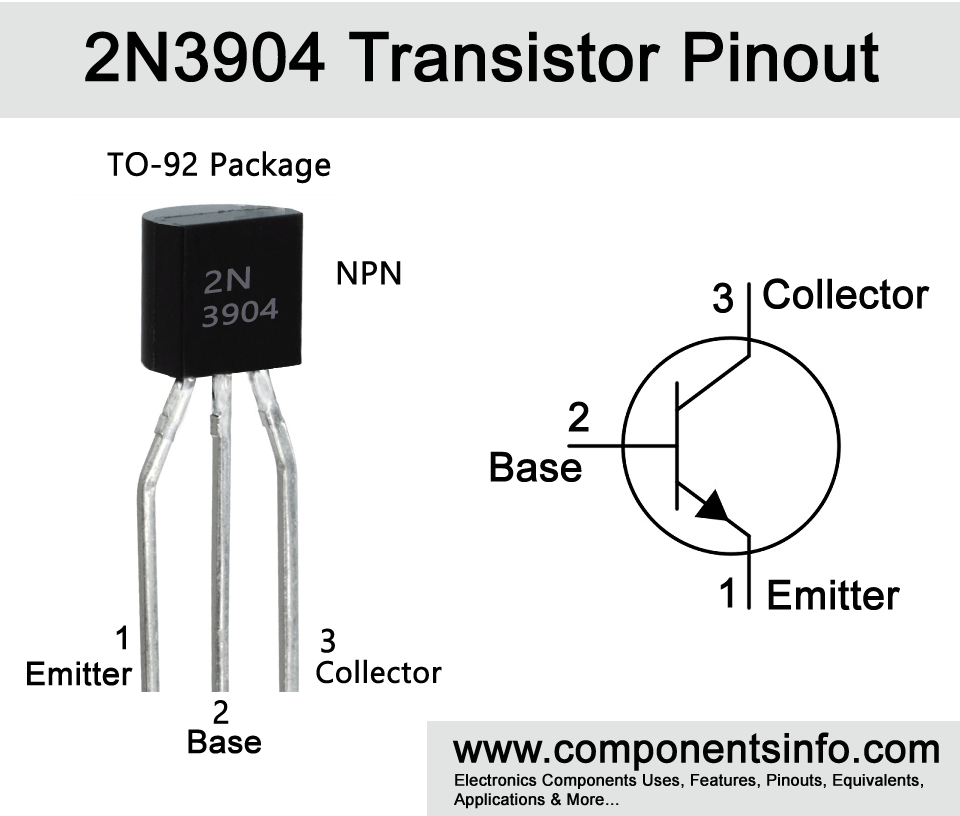 2N3904 Transistor Pinout
TO-92 Package
2N
3904
NPN
3 Collector
2
Base
1 Emitter
1
Emitter
2
Base
3
Collector
www.componentsinfo.com
Electronics Components Uses, Features, Pinouts, Equivalents,
Applications & More...